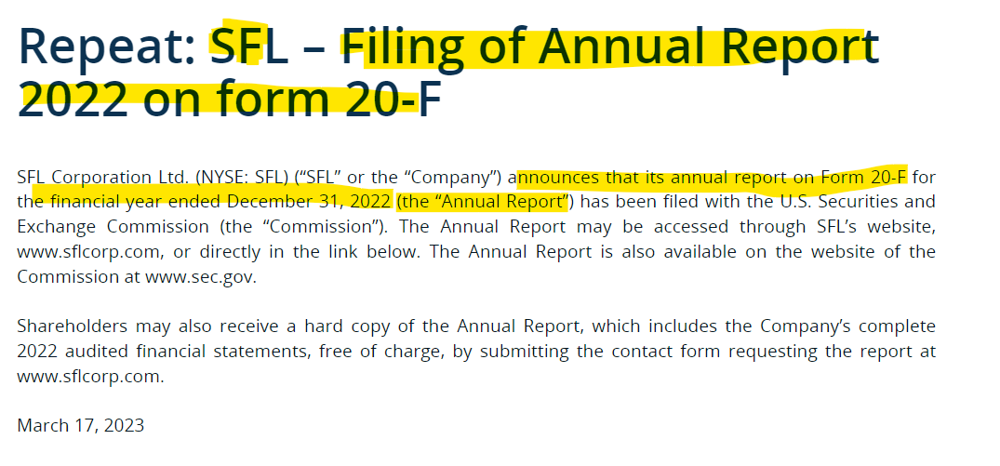 Repeat: SFL – Filing of Annual Report
2022 on form 20-F
SFL Corporation Ltd. (NYSE: SFL) (“SFL” or the “Company”) announces that its annual report on Form 20-F for
the financial year ended December 31, 2022 (the “Annual Report”) has been filed with the U.S. Securities and
Exchange Commission (the “Commission”). The Annual Report may be accessed through SFL’s website,
www.sflcorp.com, or directly in the link below. The Annual Report is also available on the website of the
Commission at www.sec.gov.
Shareholders may also receive a hard copy of the Annual Report, which includes the Company’s complete
2022 audited financial statements, free of charge, by submitting the contact form requesting the report at
www.sflcorp.com.
March 17, 2023